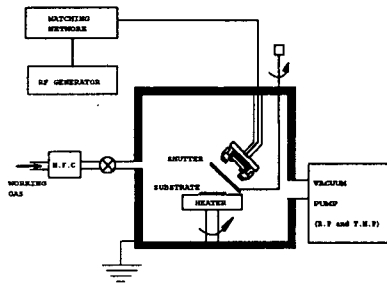 MATCHING
NETWORK
RF GENERATOR
M.F.C
WORKING
GAS
SHUTTER
SUBSTRATE
HEATER
VACUUM
PUMP
(R.P and T.M.P)